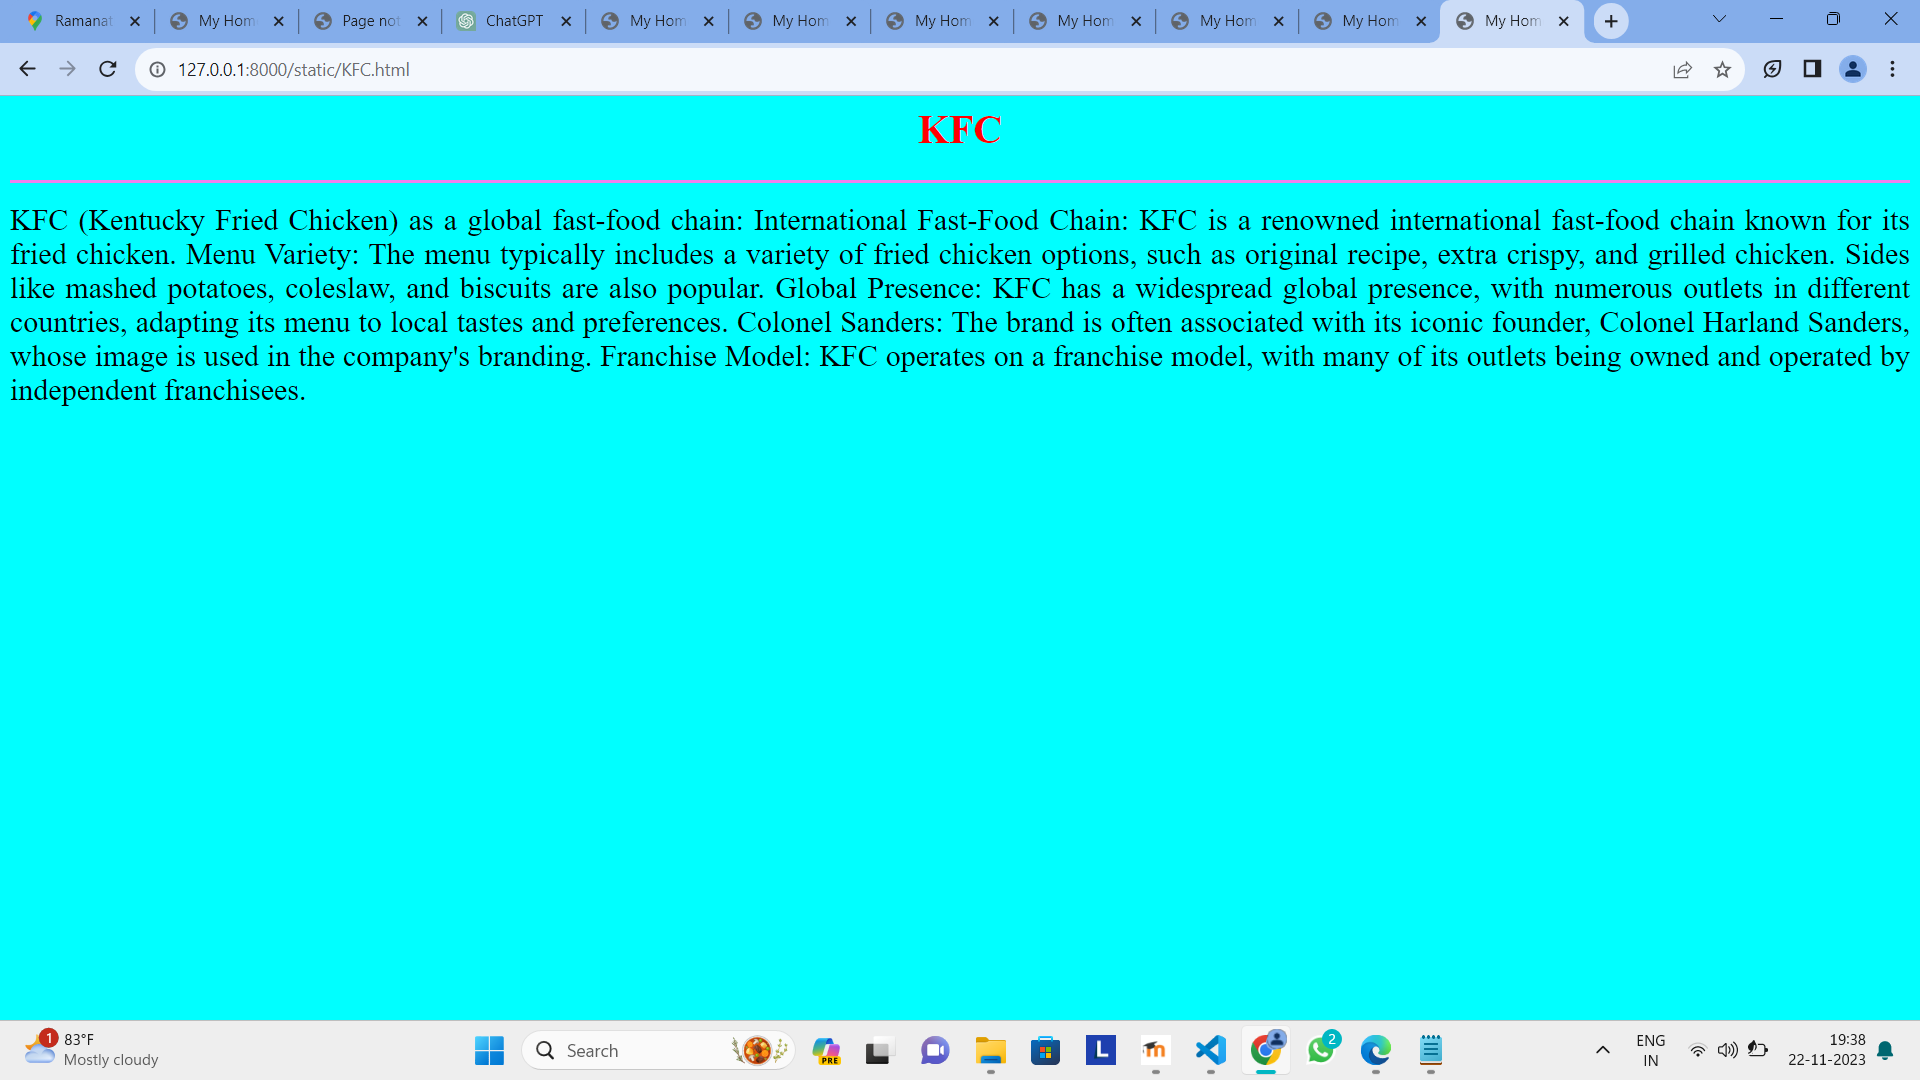 Ramanat
My Hom
Page not
ChatGPT
My Hom
My Hom
My Hom
My Hom
My Hom
My Hom
My Hom
127.0.0.1:8000/static/KFC.html
KFC
KFC (Kentucky Fried Chicken) as a global fast-food chain: International Fast-Food Chain: KFC is a renowned international fast-food chain known for its
fried chicken. Menu Variety: The menu typically includes a variety of fried chicken options, such as original recipe, extra crispy, and grilled chicken. Sides
like mashed potatoes, coleslaw, and biscuits are also popular. Global Presence: KFC has a widespread global presence, with numerous outlets in different
countries, adapting its menu to local tastes and preferences. Colonel Sanders: The brand is often associated with its iconic founder, Colonel Harland Sanders,
whose image is used in the company's branding. Franchise Model: KFC operates on a franchise model, with many of its outlets being owned and operated by
independent franchisees.
1
83°F
Mostly cloudy
Search
PRE
L
m
2
ENG
IN
19:38
22-11-2023